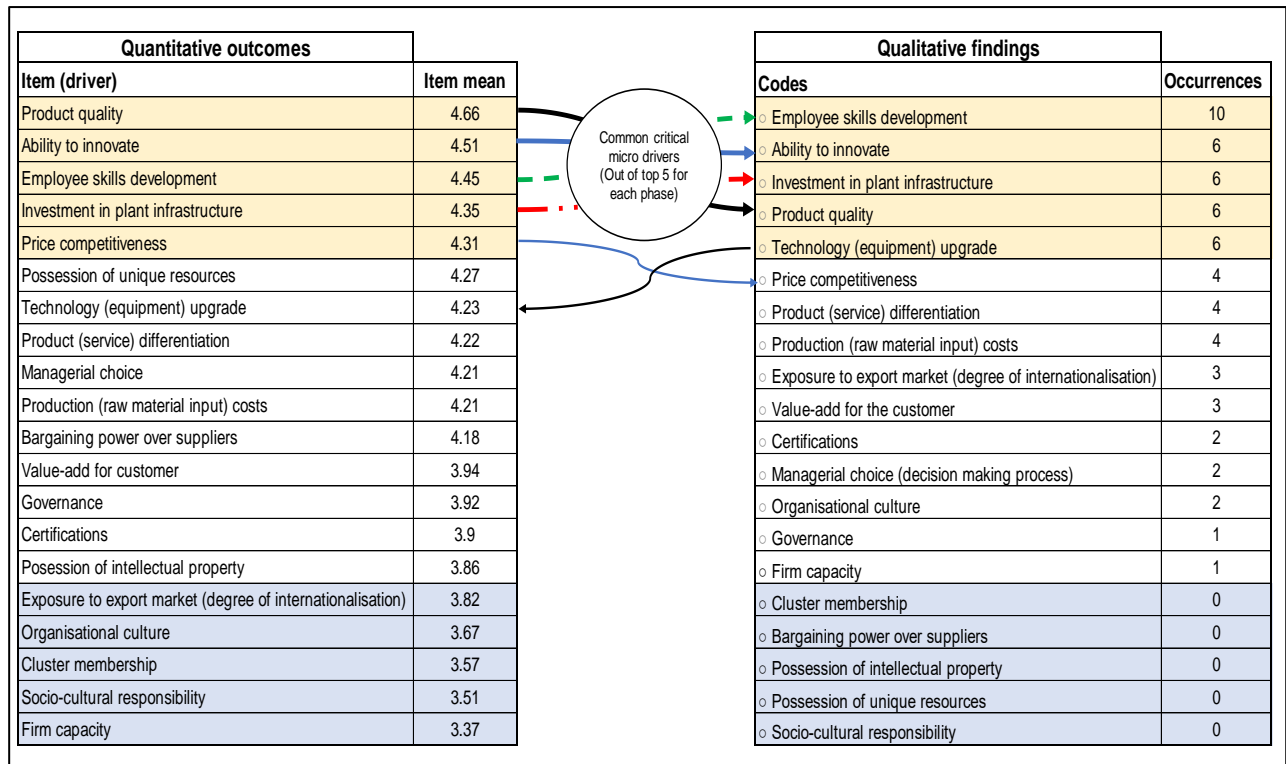 Quantitative outcomes
Item (driver) Item mean
Product quality 4.66
Ability to innovate 4.51
Employee skills development 4.45
Investment in plant infrastructure 4.35
Price competitiveness 4.31
Possession of unique resources 4.27
Technology (equipment) upgrade 4.23
Product (service) differentiation 4.22
Managerial choice 4.21
Production (raw material input) costs 4.21
Bargaining power over suppliers 4.18
Value-add for customer 3.94
Governance 3.92
Certifications 3.9
Posession of intellectual property 3.86
Exposure to export market (degree of internationalisation) 3.82
Organisational culture 3.67
Cluster membership 3.57
Socio-cultural responsibility 3.51
Firm capacity 3.37
Common critical
micro drivers
(Out of top 5 for
each phase)
Qualitative findings
Codes Occurrences
○ Employee skills development 10
○ Ability to innovate 6
○ Investment in plant infrastructure 6
○ Product quality 6
○ Technology (equipment) upgrade 6
○ Price competitiveness 4
○ Product (service) differentiation 4
○ Production (raw material input) costs 4
○ Exposure to export market (degree of internationalisation) 3
○ Value-add for the customer 3
○ Certifications 2
○ Managerial choice (decision making process) 2
○ Organisational culture 2
○ Governance 1
○ Firm capacity 1
○ Cluster membership 0
○ Bargaining power over suppliers 0
○ Possession of intellectual property 0
○ Possession of unique resources 0
○ Socio-cultural responsibility 0